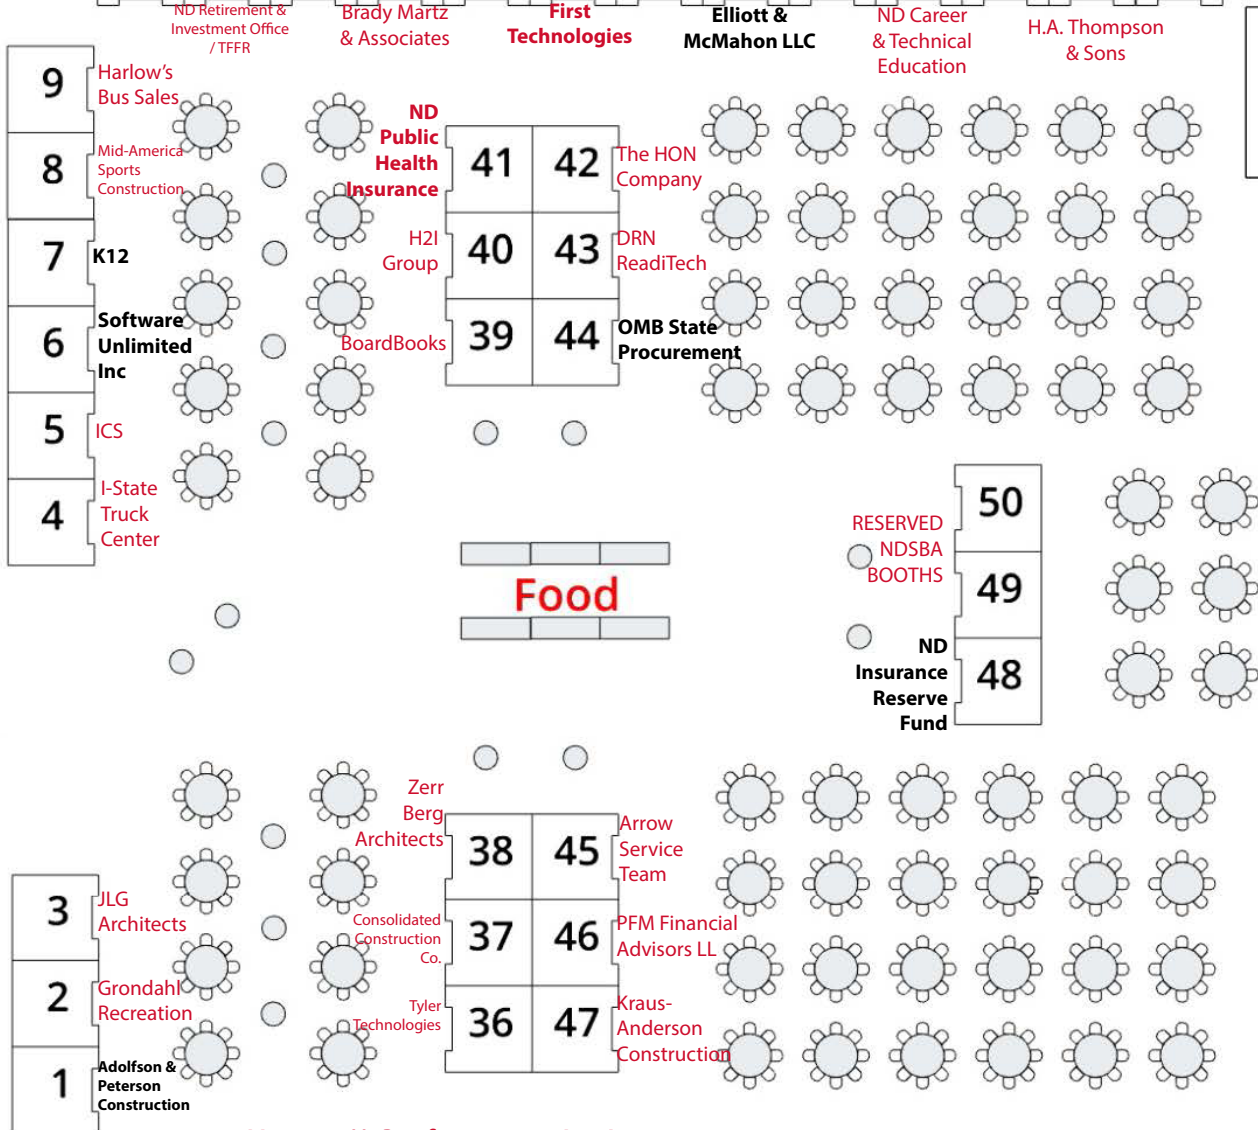 ND Retirement &
Investment Office
/ TFFR
Brady Martz
& Associates
First
Technologies
Elliott &
McMahon LLC
ND Career
& Technical
Education
H.A. Thompson
& Sons
9
Harlow's
Bus Sales
8
Mid-America
Sports
Construction
7
K12
6
Software
Unlimited
Inc
5
ICS
4
I-State
Truck
Center
ND
Public
Health
Insurance
41
42
The HON
Company
H2I
Group
40
43
DRN
ReadiTech
BoardBooks
39
44
OMB State
Procurement
Food
RESERVED
NDSBA
BOOTHS
50
49
ND
Insurance
Reserve
Fund
48
3
JLG
Architects
2
Grondahl
Recreation
1
Adolfson &
Peterson
Construction
Zerr
Berg
Architects
38
45
Arrow
Service
Team
Consolidated
Construction
Co.
37
46
PFM Financial
Advisors LL
Tyler
Technologies
36
47
Kraus-
Anderson
Construction